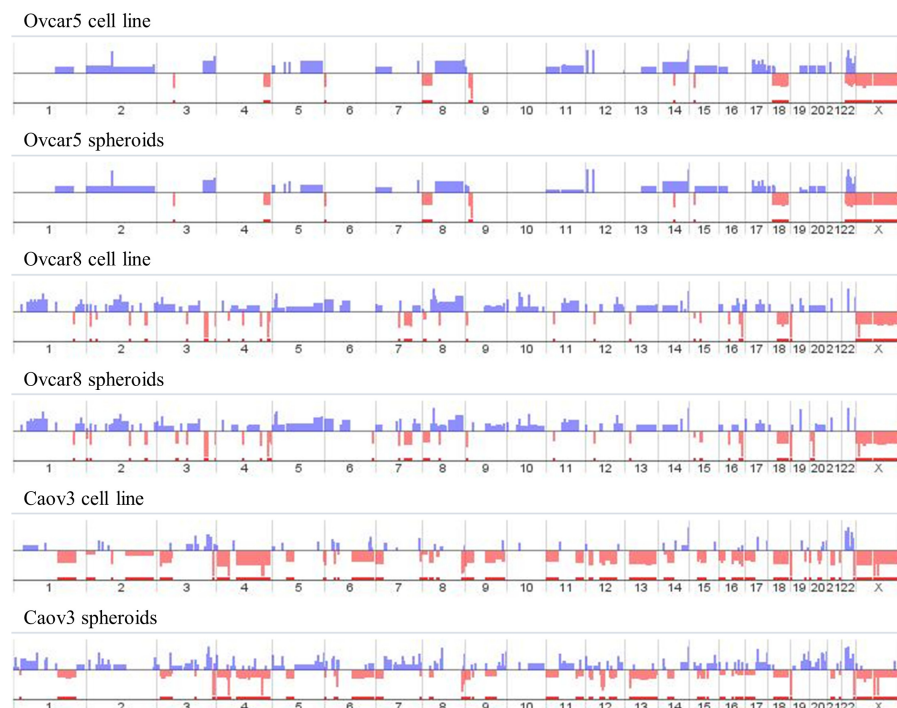 Ovcar5 cell line
1 2 3 4 5 6 7 8 9 10 11 12 13 14 15 16 17 18 19 20 21 22 X
Ovcar5 spheroids
1 2 3 4 5 6 7 8 9 10 11 12 13 14 15 16 17 18 19 20 21 22 X
Ovcar8 cell line
1 2 3 4 5 6 7 8 9 10 11 12 13 14 15 16 17 18 19 20 21 22 X
Ovcar8 spheroids
1 2 3 4 5 6 7 8 9 10 11 12 13 14 15 16 17 18 19 20 21 22 X
Caov3 cell line
1 2 3 4 5 6 7 8 9 10 11 12 13 14 15 16 17 18 19 20 21 22 X
Caov3 spheroids
1 2 3 4 5 6 7 8 9 10 11 12 13 14 15 16 17 18 19 20 21 22 X